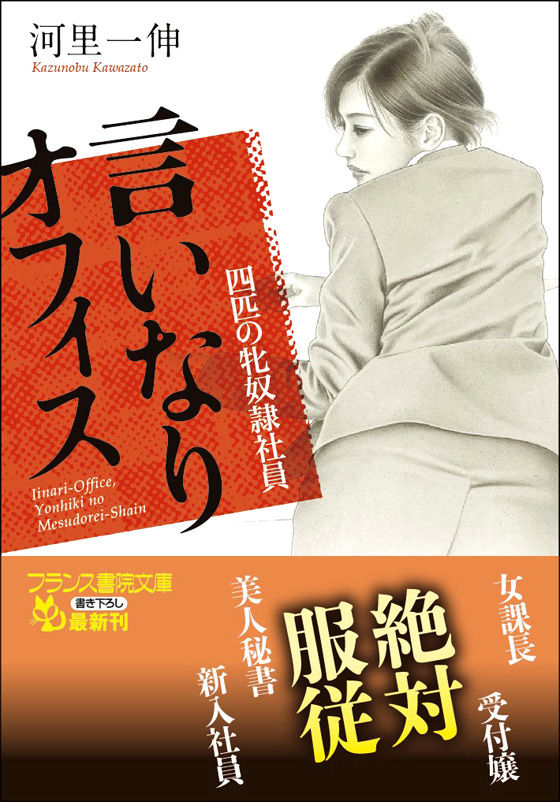 河里一伸
Kazunobu Kawazato
言いなり
オフィス
四匹の牝奴隷社員
Iinari-Office,
Yonhiki no
Mesudorei-Shain
フランス書院文庫
書き下ろし
最新刊
絶対
服従
女課長
受付嬢
美人秘書
新入社員